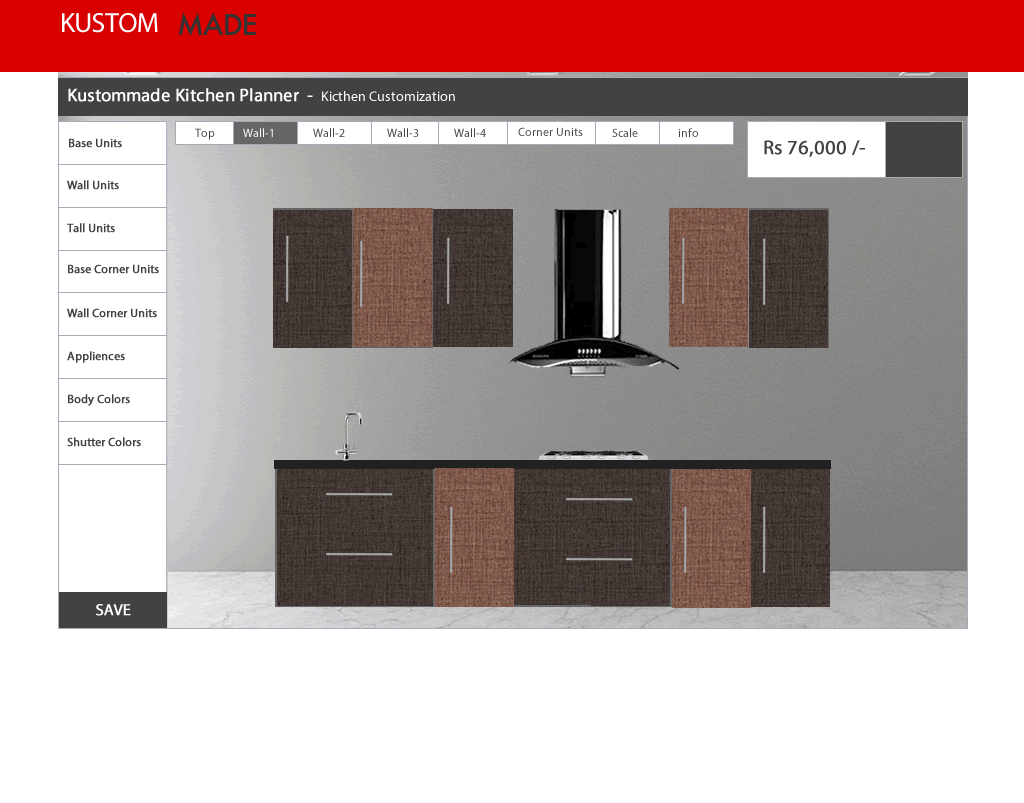 KUSTOM MADE
Kustommade Kitchen Planner - Kicthen Customization
Base Units
Wall Units
Tall Units
Base Corner Units
Wall Corner Units
Appliences
Body Colors
Shutter Colors
SAVE
Top Wall-1 Wall-2 Wall-3 Wall-4 Corner Units Scale info
Rs 76,000 /-